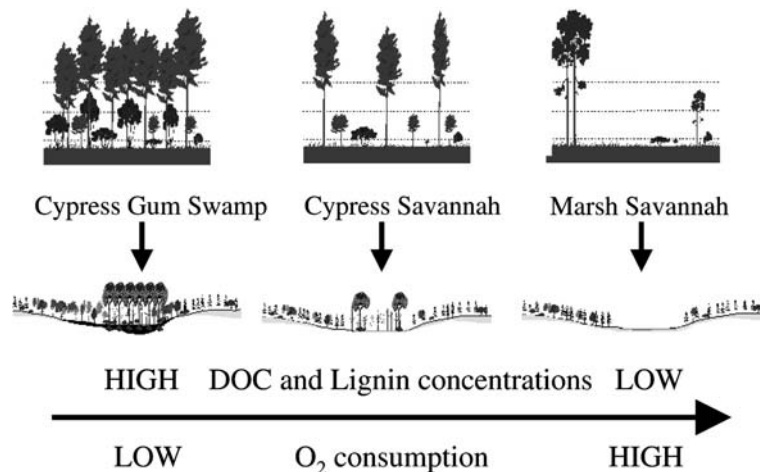 Cypress Gum Swamp Cypress Savannah Marsh Savannah
HIGH DOC and Lignin concentrations LOW
LOW O₂ consumption HIGH